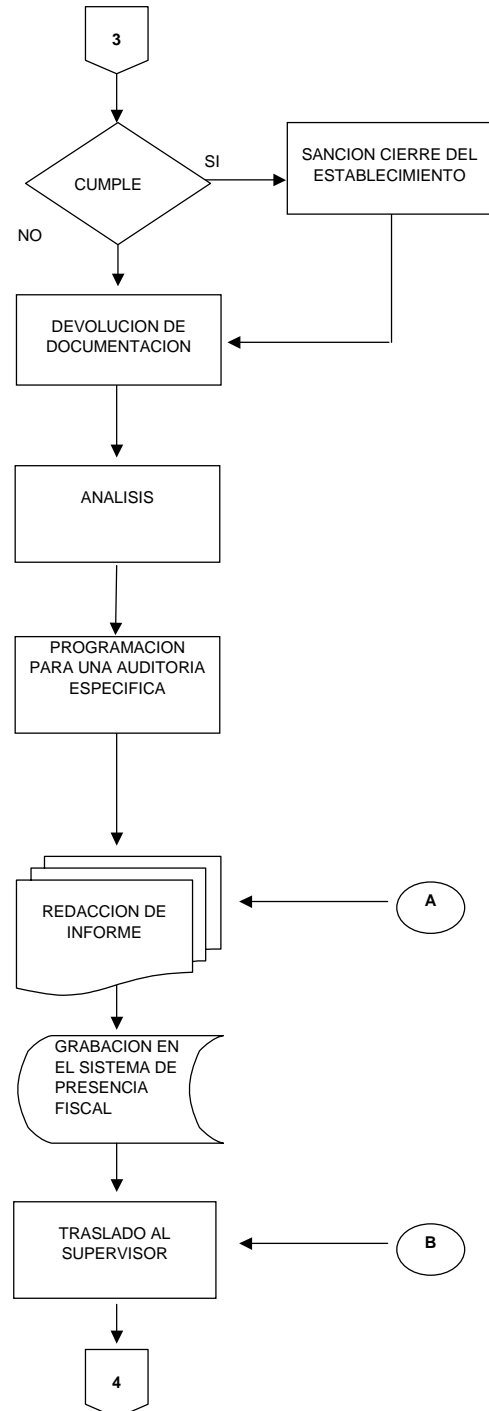 3
CUMPLE
SI
SANCION CIERRE DEL
ESTABLECIMIENTO
NO
DEVOLUCION DE
DOCUMENTACION
ANALISIS
PROGRAMACION
PARA UNA AUDITORIA
ESPECIFICA
REDACCION DE
INFORME
A
GRABACION EN
EL SISTEMA DE
PRESENCIA
FISCAL
TRASLADO AL
SUPERVISOR
B
4